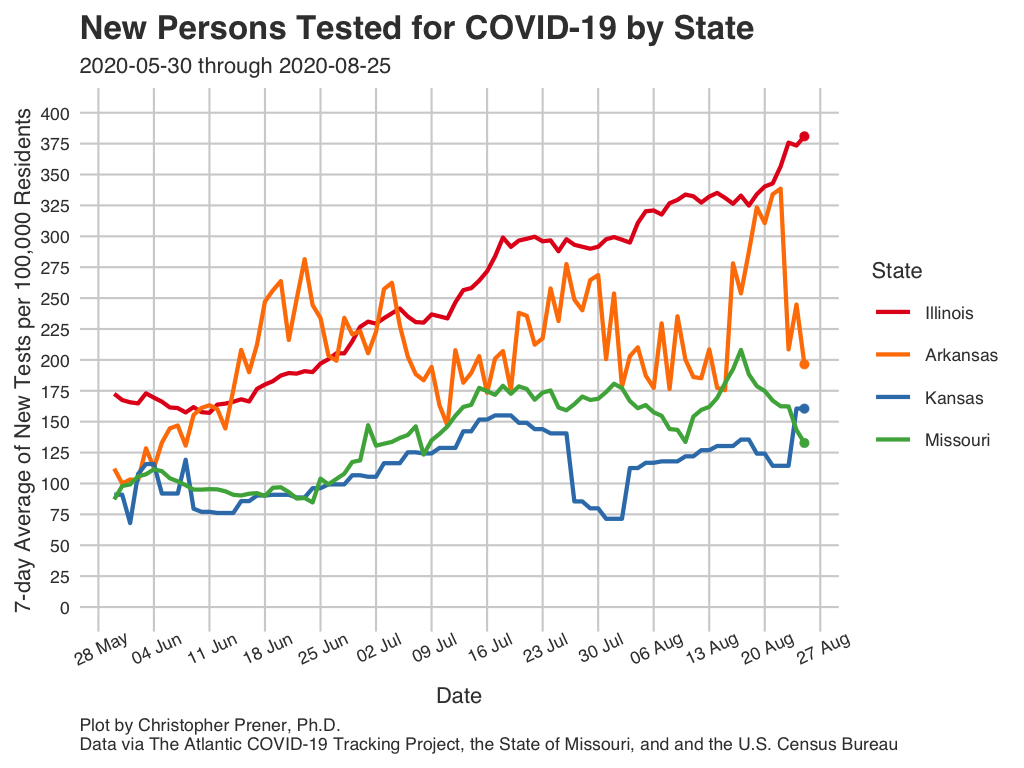 New Persons Tested for COVID-19 by State
2020-05-30 through 2020-08-25
7-day Average of New Tests per 100,000 Residents
400
375
350
325
300
275
250
225
200
175
150
125
100
75
50
25
0
State
Illinois
Arkansas
Kansas
Missouri
28 May
04 Jun
11 Jun
18 Jun
25 Jun
02 Jul
09 Jul
16 Jul
23 Jul
30 Jul
06 Aug
13 Aug
20 Aug
27 Aug
Date
Plot by Christopher Prener, Ph.D.
Data via The Atlantic COVID-19 Tracking Project, the State of Missouri, and and the U.S. Census Bureau